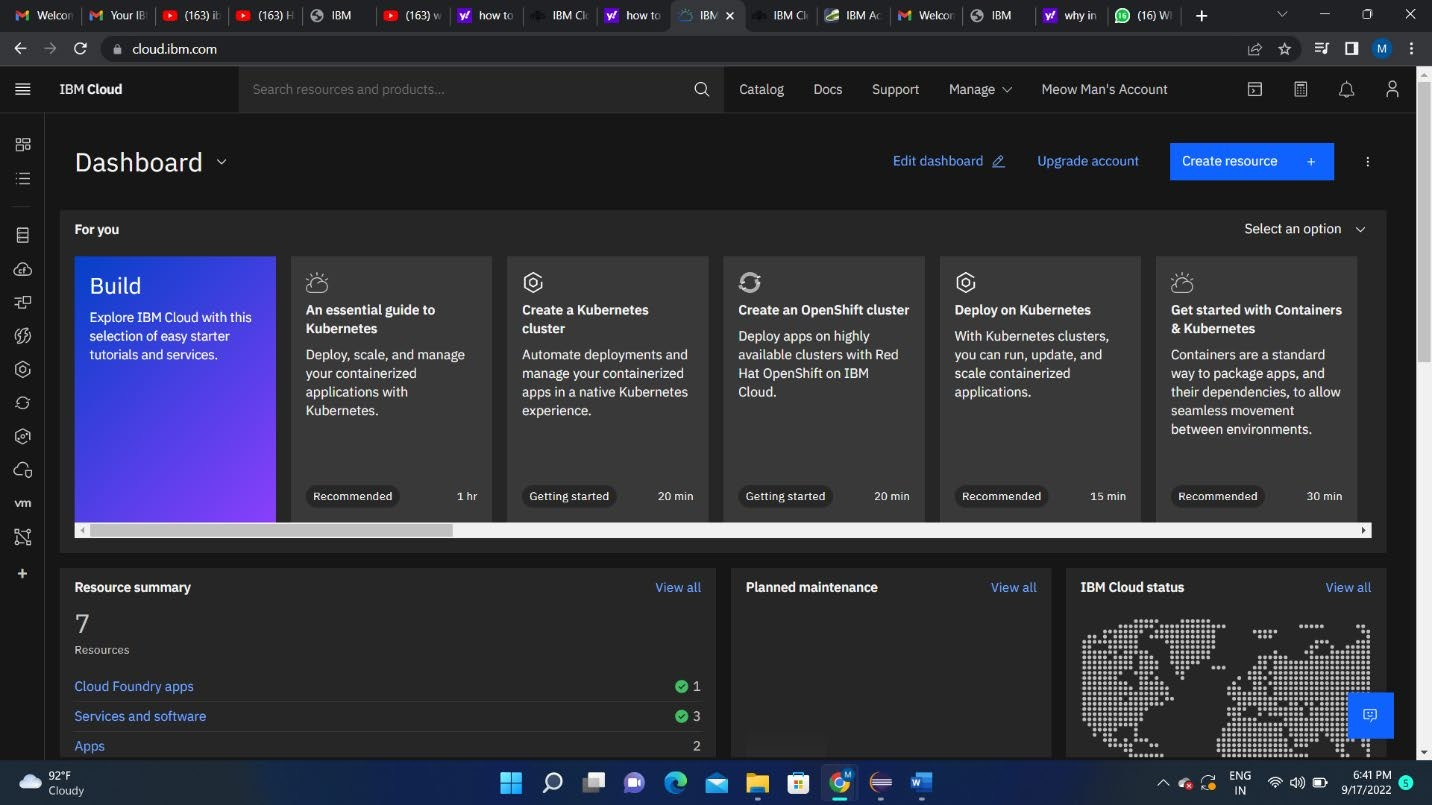 Welcon
Your IB
(163) ib
(163) H
IBM
(163) w
how to
IBM Cl
how to
IBM
IBM Cl
IBM Ac
Welcon
IBM
why in
(16) W
cloud.ibm.com
M
IBM Cloud
Search resources and products...
Catalog
Docs
Support
Manage
Meow Man's Account
Dashboard
Edit dashboard
Upgrade account
Create resource +
For you
Select an option
Build
Explore IBM Cloud with this
selection of easy starter
tutorials and services.
An essential guide to
Kubernetes
Deploy, scale, and manage
your containerized
applications with
Kubernetes.
Recommended
1 hr
Create a Kubernetes
cluster
Automate deployments and
manage your containerized
apps in a native Kubernetes
experience.
Getting started
20 min
Create an OpenShift cluster
Deploy apps on highly
available clusters with Red
Hat OpenShift on IBM
Cloud.
Getting started
20 min
Deploy on Kubernetes
With Kubernetes clusters,
you can run, update, and
scale containerized
applications.
Recommended
15 min
Get started with Containers
& Kubernetes
Containers are a standard
way to package apps, and
their dependencies, to allow
seamless movement
between environments.
Recommended
30 min
vm
Resource summary
View all
7
Resources
Cloud Foundry apps
1
Services and software
3
Apps
2
Planned maintenance
View all
IBM Cloud status
View all
92°F
Cloudy
ENG
IN
6:41 PM
9/17/2022
5